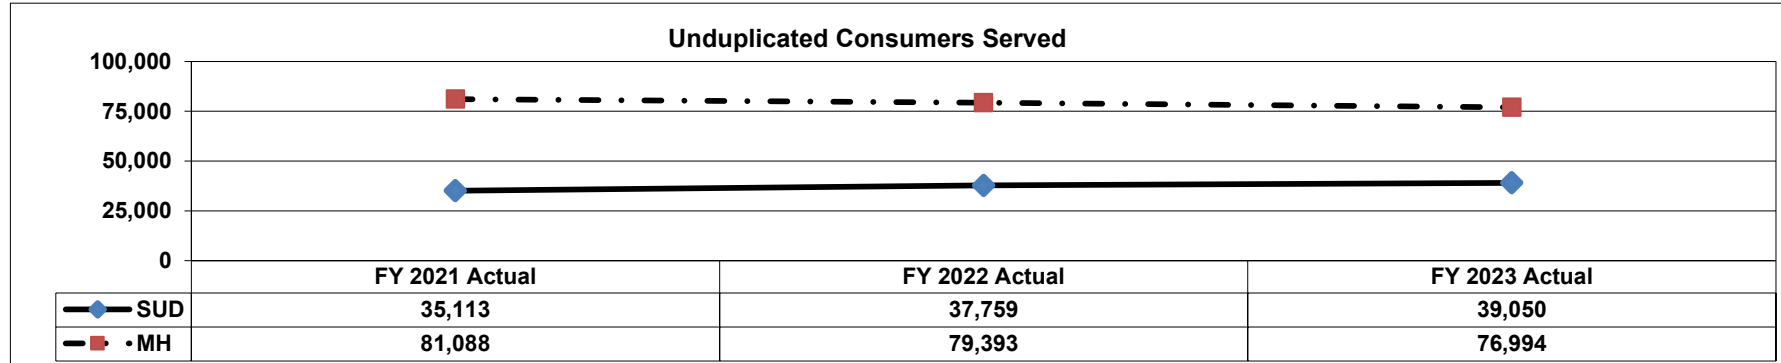 Unduplicated Consumers Served
100,000
75,000
50,000
25,000
0
FY 2021 Actual FY 2022 Actual FY 2023 Actual
SUD 35,113 37,759 39,050
MH 81,088 79,393 76,994